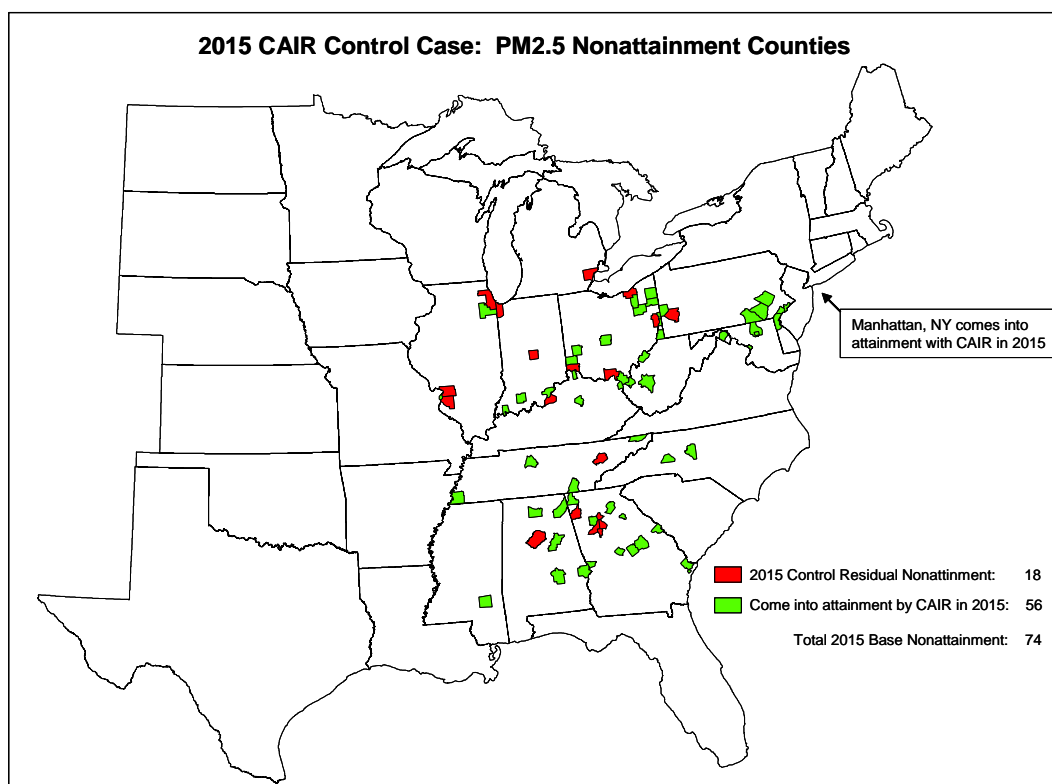 2015 CAIR Control Case: PM2.5 Nonattainment Counties
Manhattan, NY comes into
attainment with CAIR in 2015
2015 Control Residual Nonattinment: 18
Come into attainment by CAIR in 2015: 56
Total 2015 Base Nonattainment: 74